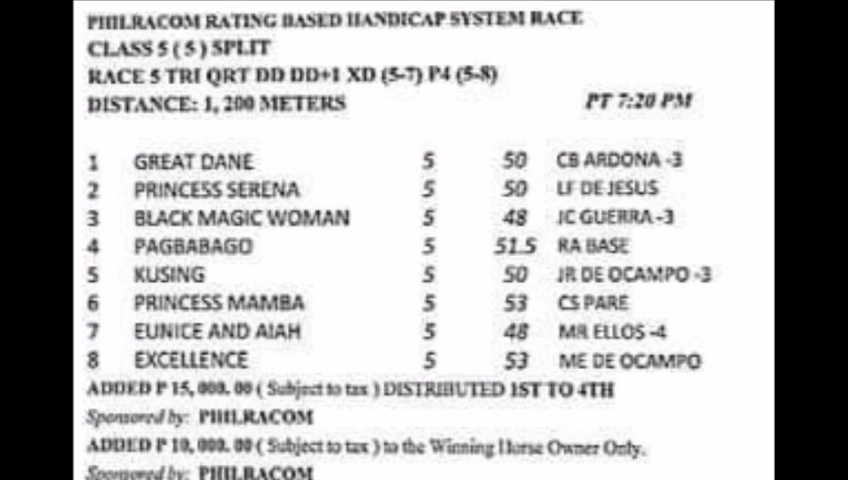 PHILRACOM RATING BASED HANDICAP SYSTEM RACE
CLASS 5 ( 5 ) SPLIT
RACE 5 TRI QRT DD DD+1 XD (5-7) P4 (5-8)
DISTANCE: 1, 200 METERS PT 7:20 PM
1 GREAT DANE 5 50 CB ARDONA -3
2 PRINCESS SERENA 5 50 LF DE JESUS
3 BLACK MAGIC WOMAN 5 48 JC GUERRA -3
4 PAGBABAGO 5 51.5 RA BASE
5 KUSING 5 50 JR DE OCAMPO -3
6 PRINCESS MAMBA 5 53 CS PARE
7 EUNICE AND AIAH 5 48 MR ELLOS -4
8 EXCELLENCE 5 53 ME DE OCAMPO
ADDED P 15, 000. 00 ( Subject to tax ) DISTRIBUTED 1ST TO 4TH
Sponsored by: PHILRACOM
ADDED P 10, 000. 00 ( Subject to tax ) to the Winning Horse Owner Only.
Sponsored by: PHILRACOM